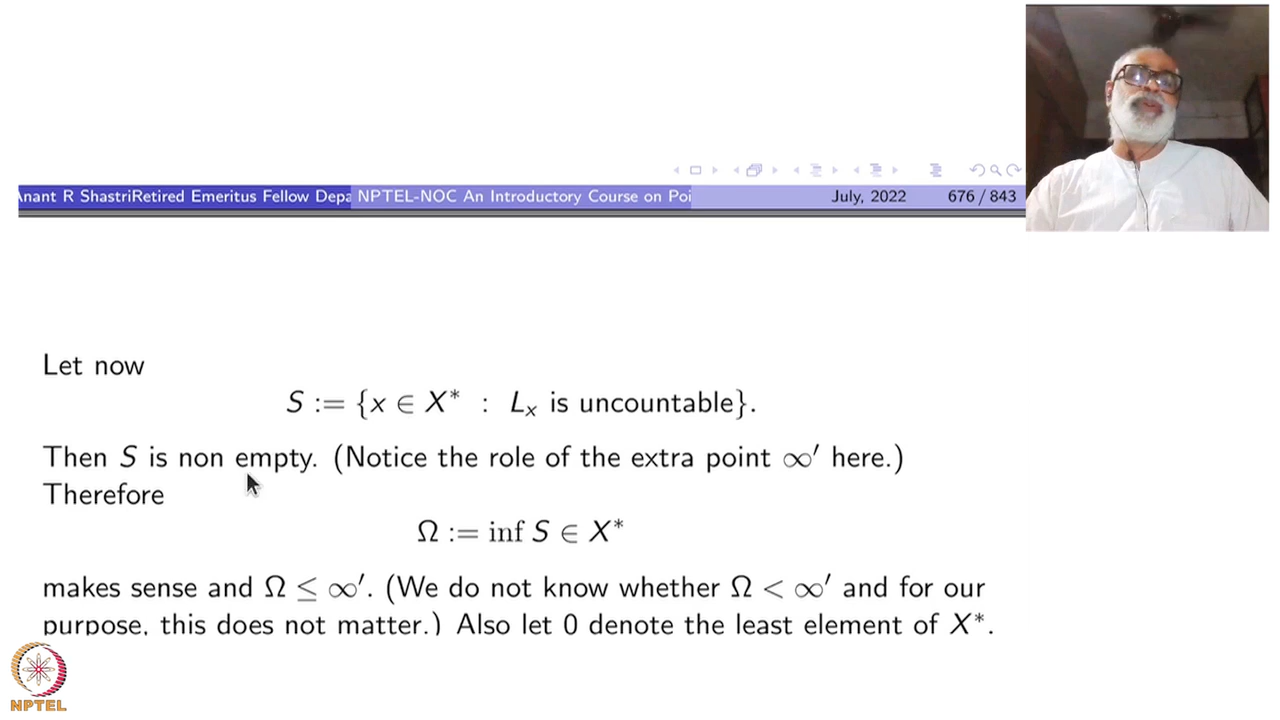 Anant R ShastriRetired Emeritus Fellow Depa NPTEL-NOC An Introductory Course on Poi July, 2022 676 / 843
Let now
S := {x ∈ X* : Lₓ is uncountable}.
Then S is non empty. (Notice the role of the extra point ∞′ here.)
Therefore
Ω := inf S ∈ X*
makes sense and Ω ≤ ∞′. (We do not know whether Ω < ∞′ and for our
purpose, this does not matter.) Also let 0 denote the least element of X*.
NPTEL